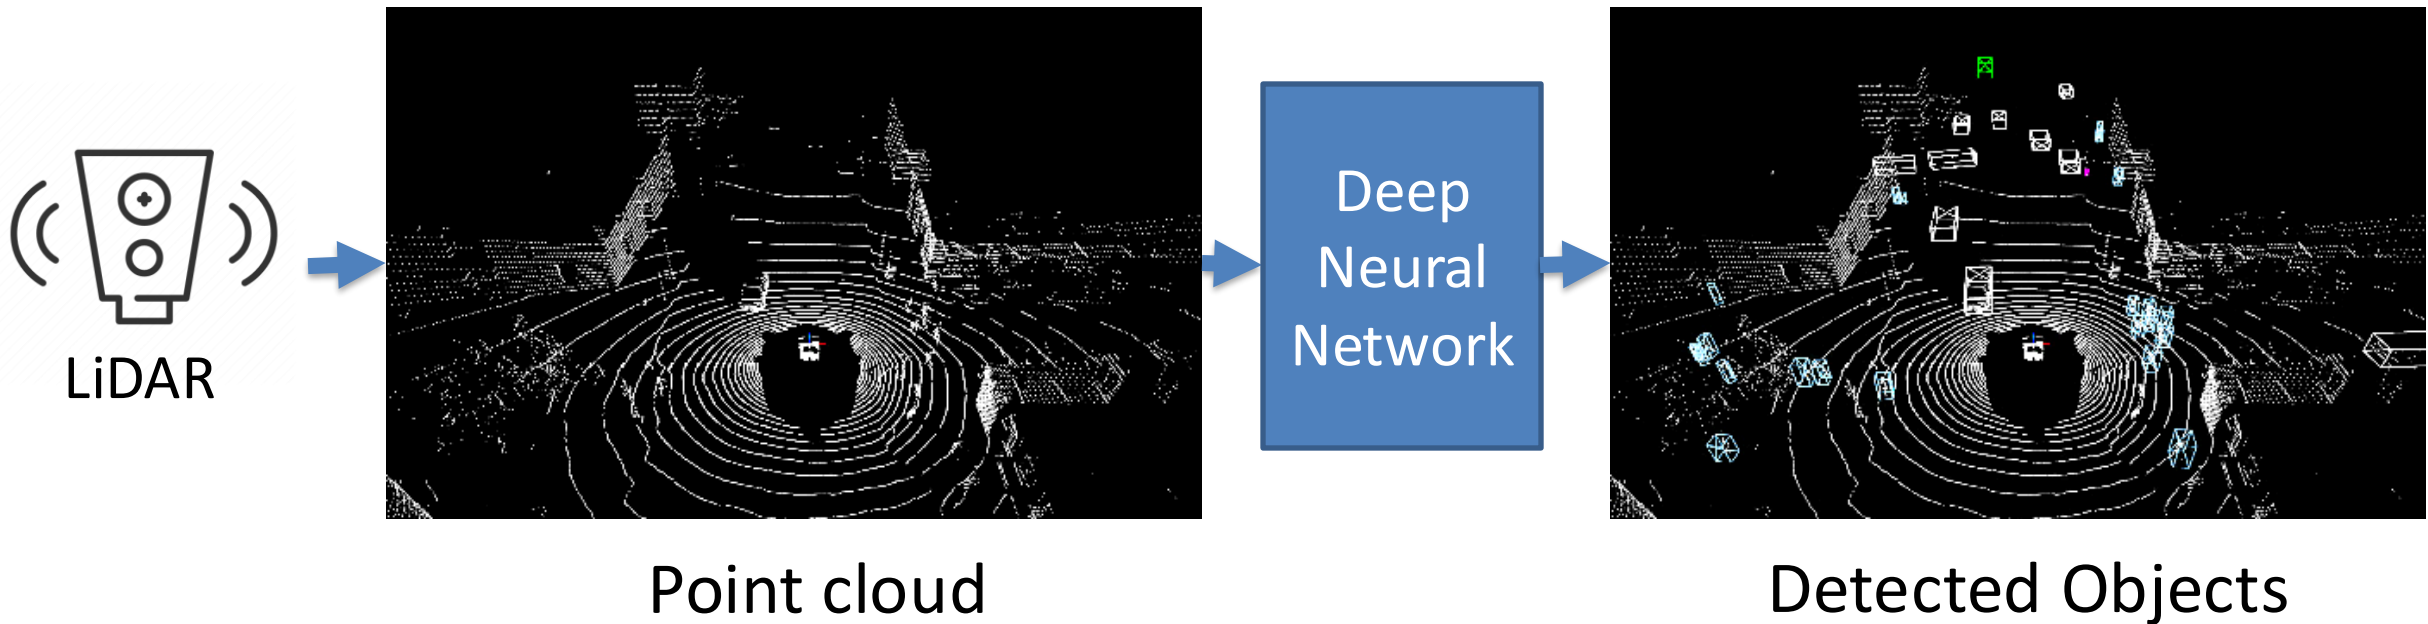 LiDAR
Point cloud
Deep
Neural
Network
Detected Objects